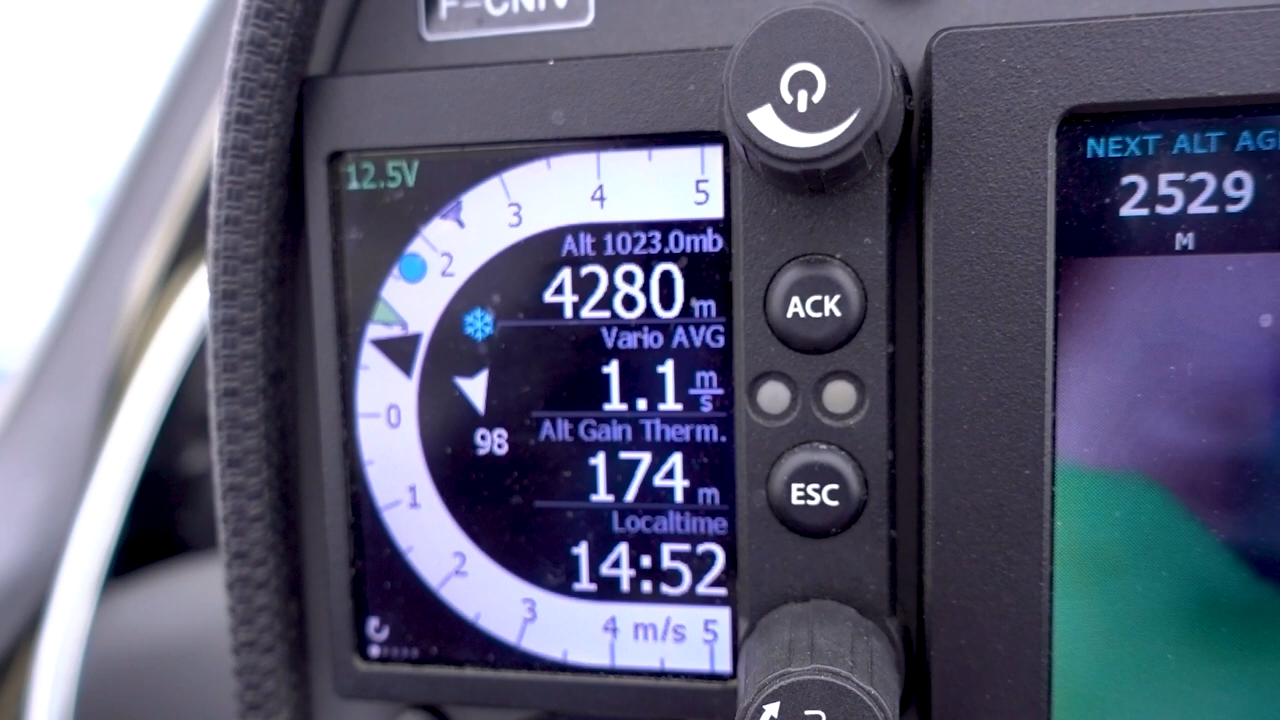 12.5V
3
4
5
2
Alt 1023.0mb
4280 m
Vario AVG
1.1 m/s
0
98
Alt Gain Therm.
174 m
1
Localtime
14:52
2
3
4 m/s 5
ACK
ESC
NEXT ALT
2529
M